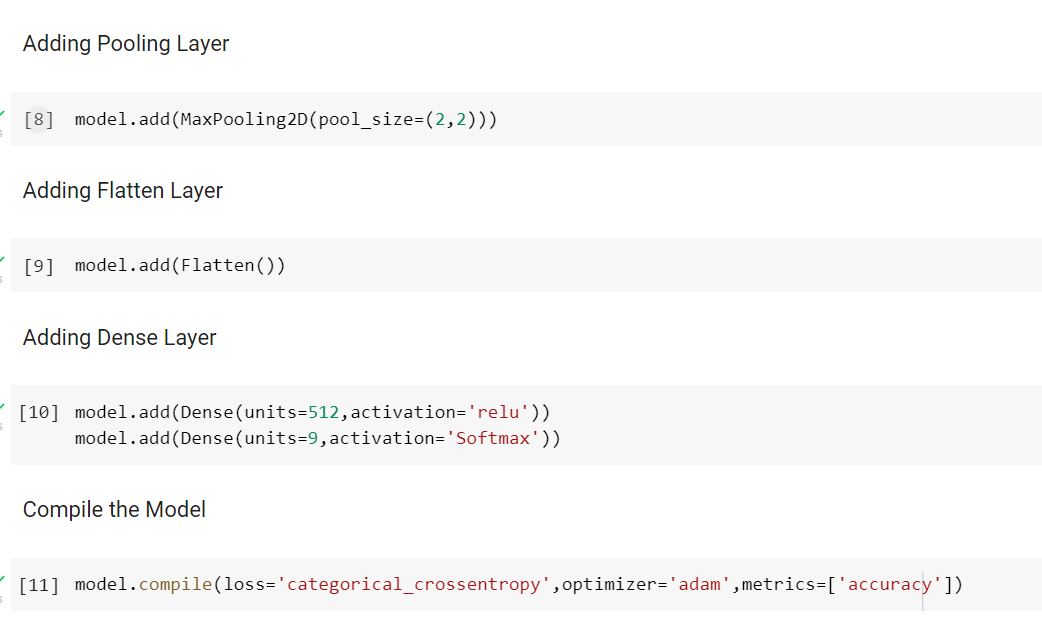 Adding Pooling Layer
[8] model.add(MaxPooling2D(pool_size=(2,2)))
Adding Flatten Layer
[9] model.add(Flatten())
Adding Dense Layer
[10] model.add(Dense(units=512,activation='relu'))
model.add(Dense(units=9,activation='Softmax'))
Compile the Model
[11] model.compile(loss='categorical_crossentropy',optimizer='adam',metrics=['accuracy'])